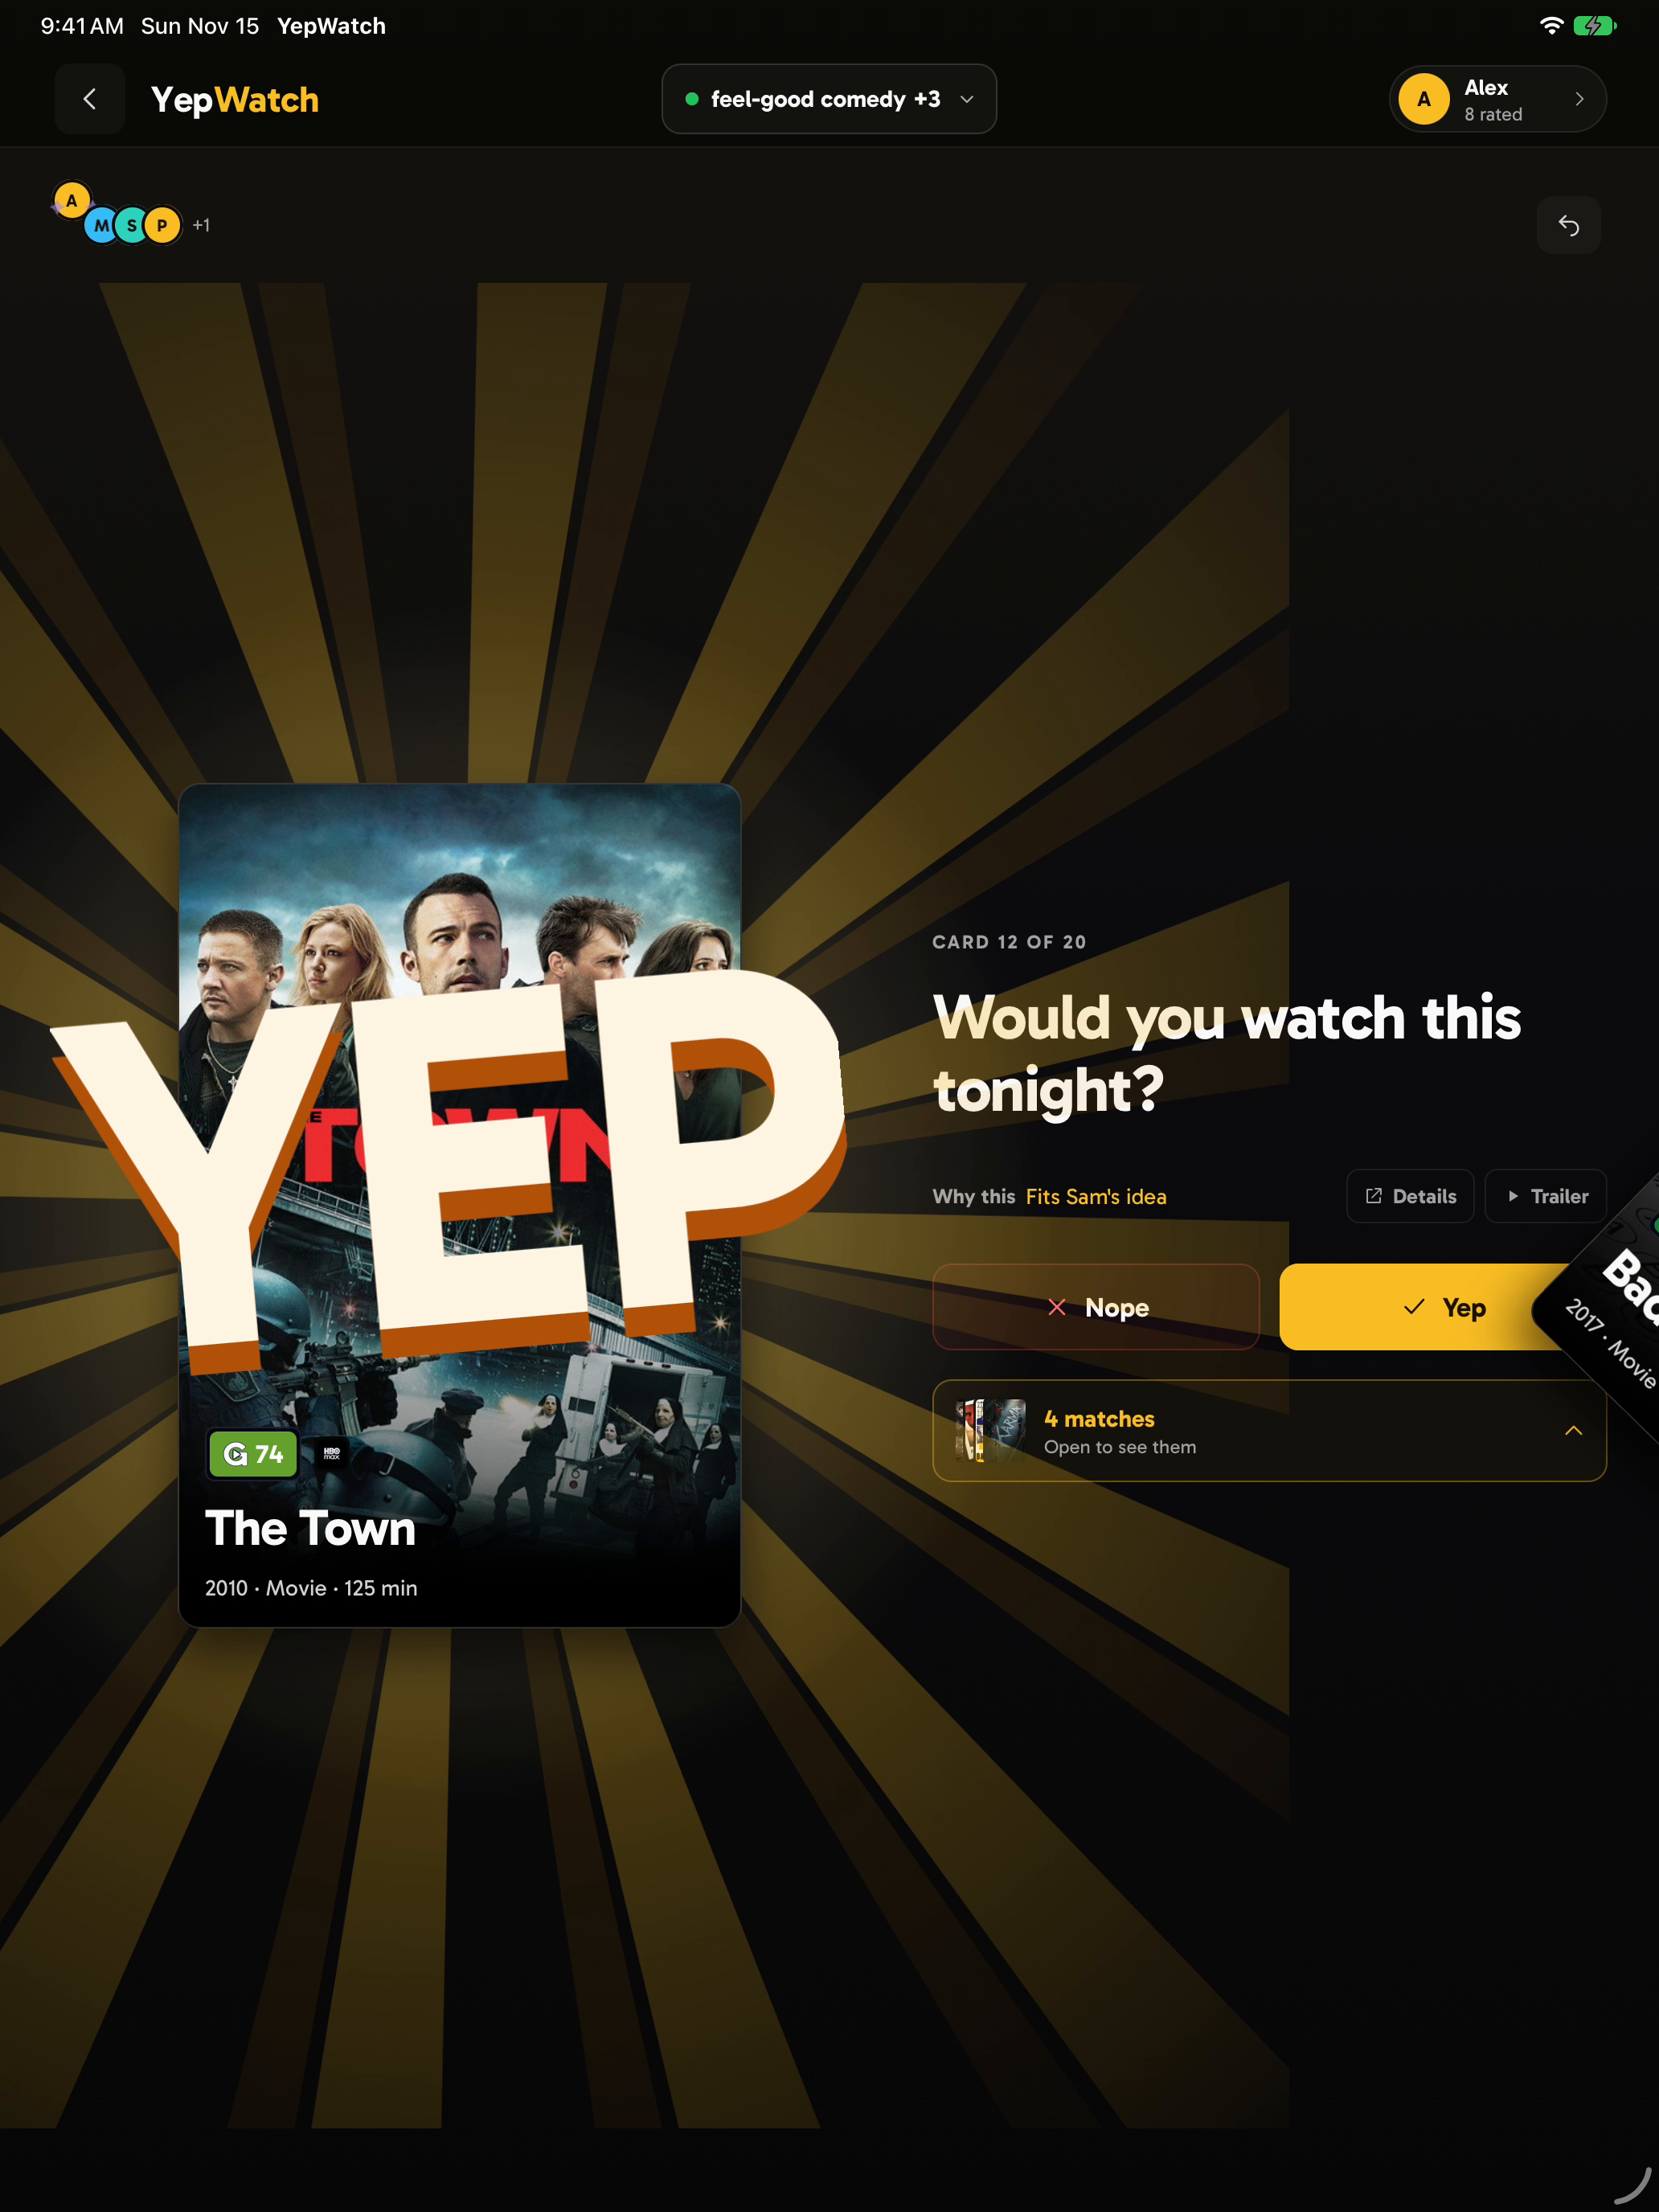 9:41 AM Sun Nov 15 YepWatch
YepWatch
feel-good comedy +3
A
Alex
8 rated
A
M S P +1
YEP
CARD 12 OF 20
Would you watch this
tonight?
Why this Fits Sam's idea
Details
Trailer
Nope
Yep
2017 · Movie
4 matches
Open to see them
G 74
HBO
max
The Town
2010 · Movie · 125 min